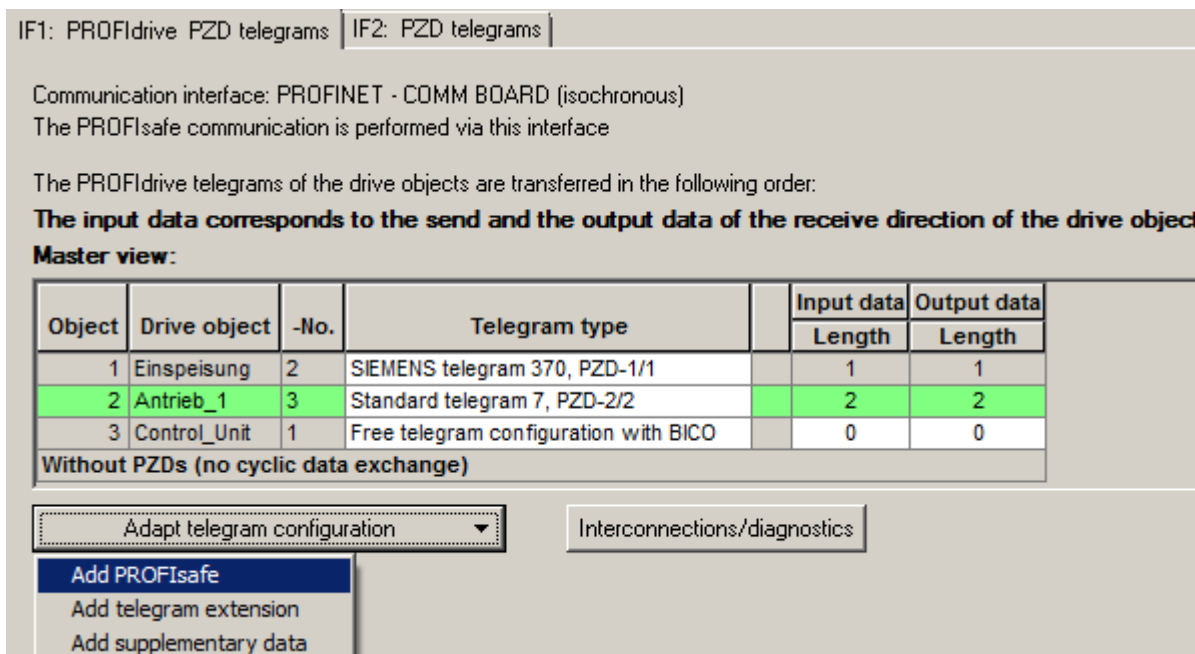 IF1: PROFIdrive PZD telegrams IF2: PZD telegrams
Communication interface: PROFINET - COMM BOARD (isochronous)
The PROFIsafe communication is performed via this interface
The PROFIdrive telegrams of the drive objects are transferred in the following order:
The input data corresponds to the send and the output data of the receive direction of the drive object
Master view:
Object Drive object -No. Telegram type Input data Output data
Length Length
1 Einspeisung 2 SIEMENS telegram 370, PZD-1/1 1 1
2 Antrieb_1 3 Standard telegram 7, PZD-2/2 2 2
3 Control_Unit 1 Free telegram configuration with BICO 0 0
Without PZDs (no cyclic data exchange)
Adapt telegram configuration Interconnections/diagnostics
Add PROFIsafe
Add telegram extension
Add supplementary data